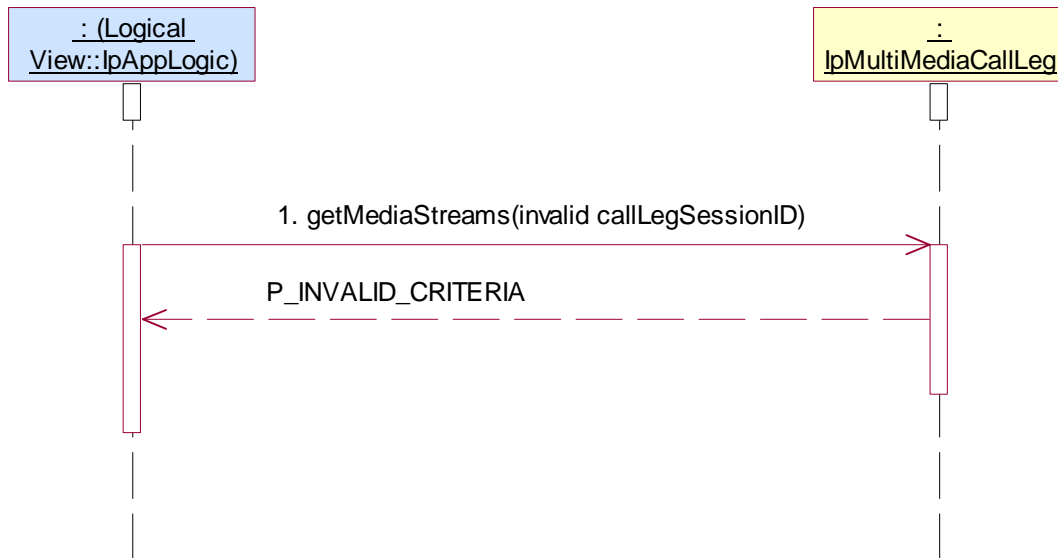 : (Logical
View::IpAppLogic)
:
IpMultiMediaCallLeg
1. getMediaStreams(invalid callLegSessionID)
P_INVALID_CRITERIA